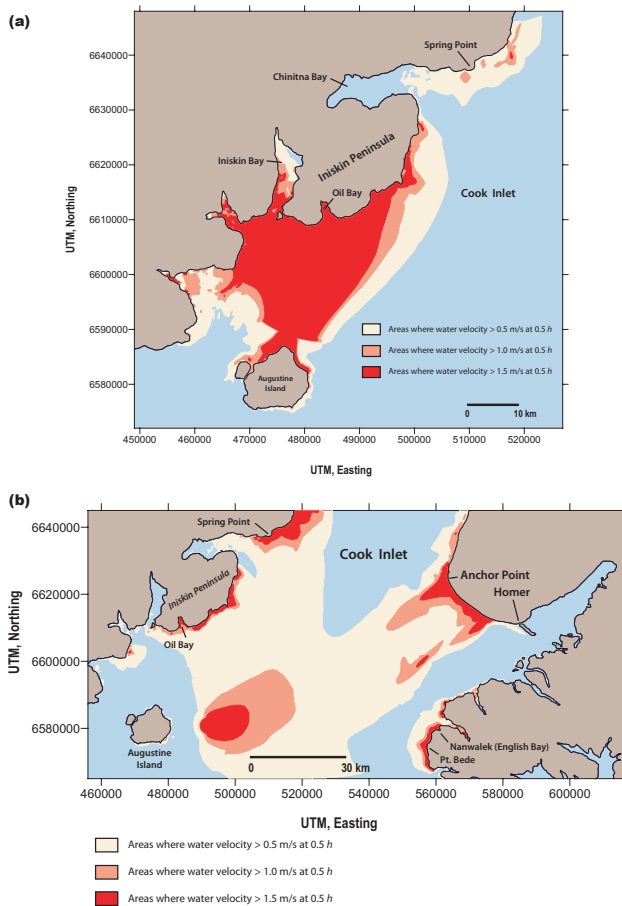 (a)
6640000
6630000
6620000
6610000
6600000
6590000
6580000
UTM, Northing
Spring Point
Chinitna Bay
Iniskin Bay
Iniskin Peninsula
Oil Bay
Cook Inlet
Areas where water velocity > 0.5 m/s at 0.5 h
Areas where water velocity > 1.0 m/s at 0.5 h
Areas where water velocity > 1.5 m/s at 0.5 h
Augustine
Island
0 10 km
450000 460000 470000 480000 490000 500000 510000 520000
UTM, Easting
(b)
6640000
6620000
6600000
6580000
UTM, Northing
Spring Point
Cook Inlet
Iniskin Peninsula
Anchor Point
Homer
Oil Bay
Augustine
Island
Nanwalek (English Bay)
Pt. Bede
0 30 km
460000 480000 500000 520000 540000 560000 580000 600000
UTM, Easting
Areas where water velocity > 0.5 m/s at 0.5 h
Areas where water velocity > 1.0 m/s at 0.5 h
Areas where water velocity > 1.5 m/s at 0.5 h